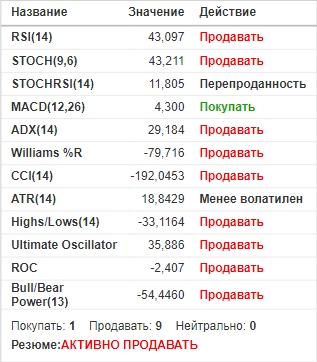 Название Значение Действие
RSI(14) 43,097 Продавать
STOCH(9,6) 43,211 Продавать
STOCHRSI(14) 11,805 Перепроданность
MACD(12,26) 4,300 Покупать
ADX(14) 29,184 Продавать
Williams %R -79,716 Продавать
CCI(14) -192,0453 Продавать
ATR(14) 18,8429 Менее волатилен
Highs/Lows(14) -33,1164 Продавать
Ultimate Oscillator 35,886 Продавать
ROC -2,407 Продавать
Bull/Bear
Power(13) -54,4460 Продавать
Покупать: 1 Продавать: 9 Нейтрально: 0
Резюме:АКТИВНО ПРОДАВАТЬ